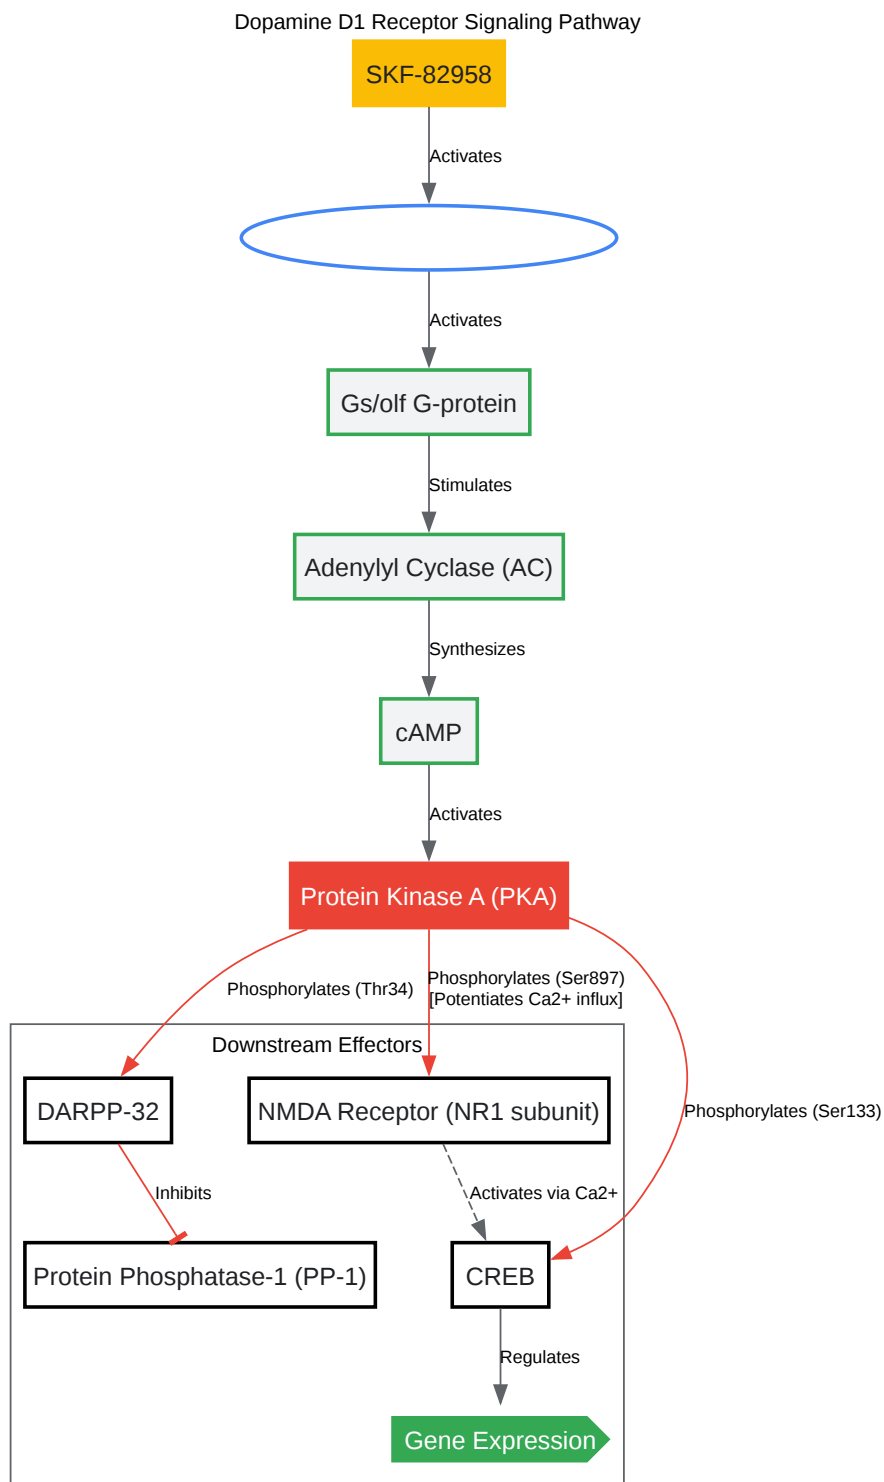 Dopamine D1 Receptor Signaling Pathway
SKF-82958
Activates
Activates
Gs/olf G-protein
Stimulates
Adenylyl Cyclase (AC)
Synthesizes
cAMP
Activates
Protein Kinase A (PKA)
Phosphorylates (Thr34)
Phosphorylates (Ser897)
[Potentiates Ca2+ influx]
Downstream Effectors
DARPP-32
NMDA Receptor (NR1 subunit)
Phosphorylates (Ser133)
Inhibits
Activates via Ca2+
Protein Phosphatase-1 (PP-1)
CREB
Regulates
Gene Expression